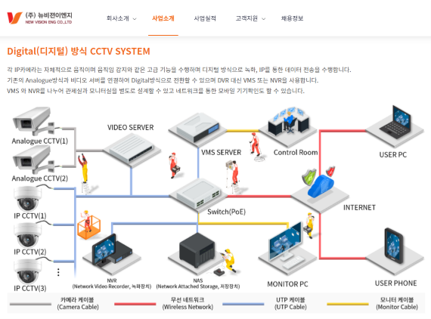 (주) 뉴비전이엔지
NEW VISION ENG CO.,LTD
회사소개 사업소개 사업실적 고객지원 채용정보
Digital(디지털) 방식 CCTV SYSTEM
각 IP카메라는 자체적으로 움직이며 움직임 감지와 같은 고급 기능을 수행하며 디지털 방식으로 녹화, IP를 통한 데이터 전송을 수행합니다.
기존의 Analogue방식과 비디오 서버를 연결하여 Digital방식으로 전환할 수 있으며 DVR 대신 VMS 또는 NVR을 사용합니다.
VMS 와 NVR을 나누어 관제실과 모니터실을 별도로 설계할 수 있고 네트워크를 통한 모바일 기기확인도 할 수 있습니다.
Analogue CCTV(1)
VIDEO SERVER
VMS SERVER
Control Room
USER PC
Analogue CCTV(2)
IP CCTV(1)
Switch(PoE)
INTERNET
IP CCTV(2)
IP CCTV(3)
NVR
(Network Video Recorder, 녹화장치)
NAS
(Network Attached Storage, 저장장치)
MONITOR PC
USER PHONE
카메라 케이블
(Camera Cable)
무선 네트워크
(Wireless Network)
UTP 케이블
(UTP Cable)
모니터 케이블
(Monitor Cable)